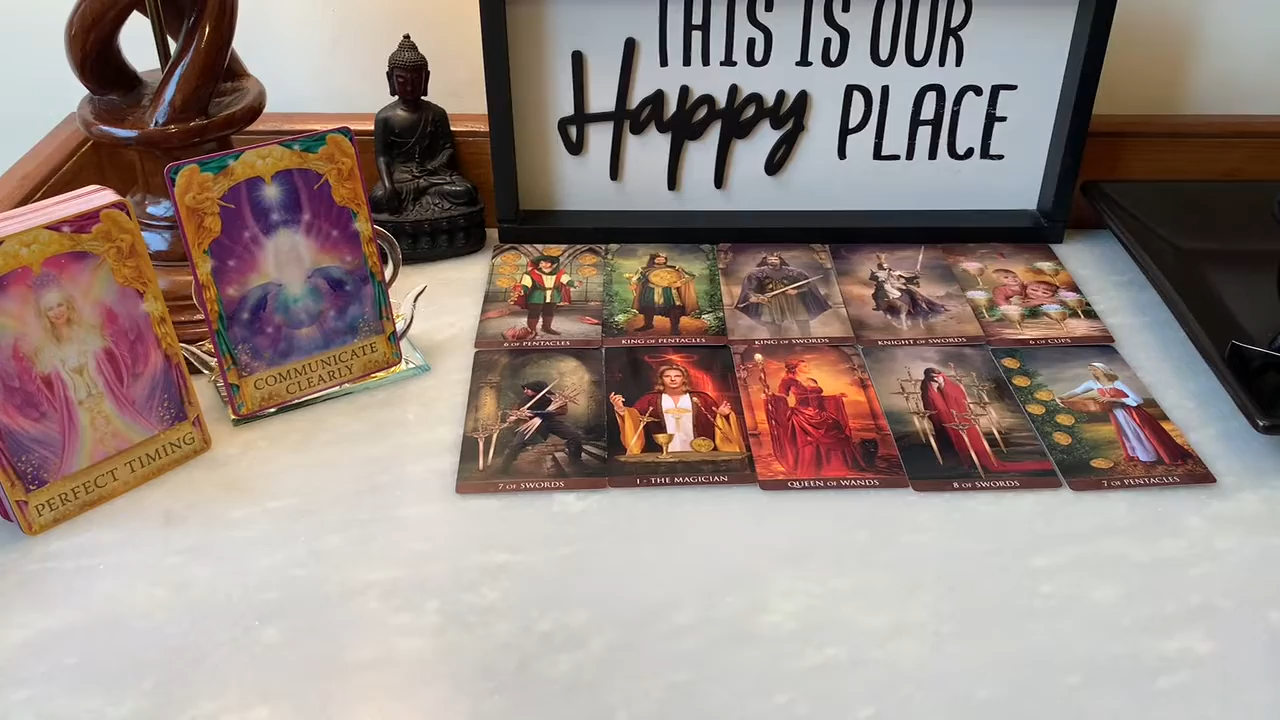 THIS IS OUR
Happy PLACE
COMMUNICATE
CLEARLY
PERFECT TIMING
6 OF PENTACLES
KING OF PENTACLES
KING OF SWORDS
KNIGHT OF SWORDS
6 OF CUPS
7 OF SWORDS
1 - THE MAGICIAN
QUEEN OF WANDS
8 OF SWORDS
7 OF PENTACLES